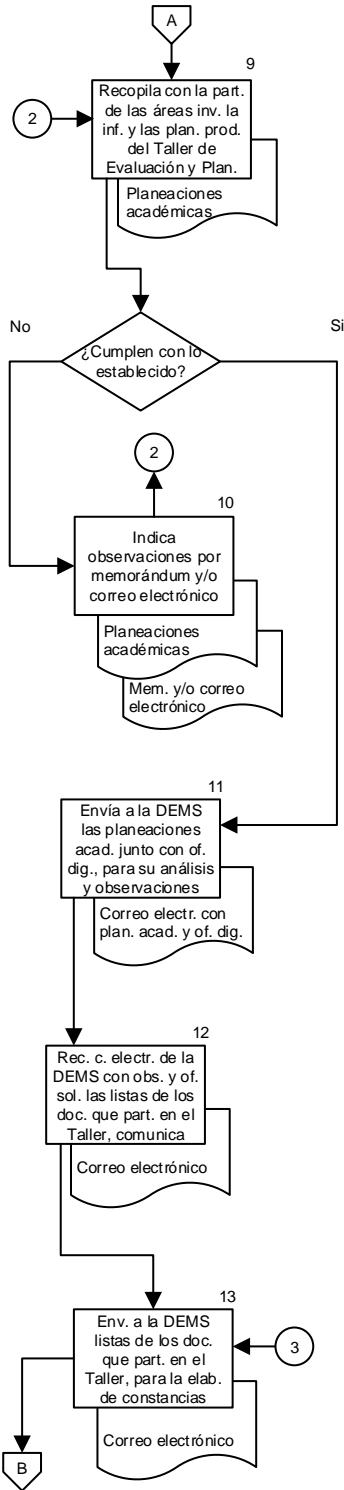 A
9
Recopila con la part.
de las áreas inv. la
inf. y las plan. prod.
del Taller de
Evaluación y Plan.
2
Planeaciones
académicas
No
Si
¿Cumplen con lo
establecido?
2
10
Indica
observaciones por
memorándum y/o
correo electrónico
Planeaciones
académicas
Mem. y/o correo
electrónico
11
Envía a la DEMS
las planeaciones
acad. junto con of.
dig., para su análisis
y observaciones
Correo electr. con
plan. acad. y of. dig.
12
Rec. c. electr. de la
DEMS con obs. y of.
sol. las listas de los
doc. que part. en el
Taller, comunica
Correo electrónico
13
Env. a la DEMS
listas de los doc.
que part. en el
Taller, para la elab.
de constancias
3
Correo electrónico
B